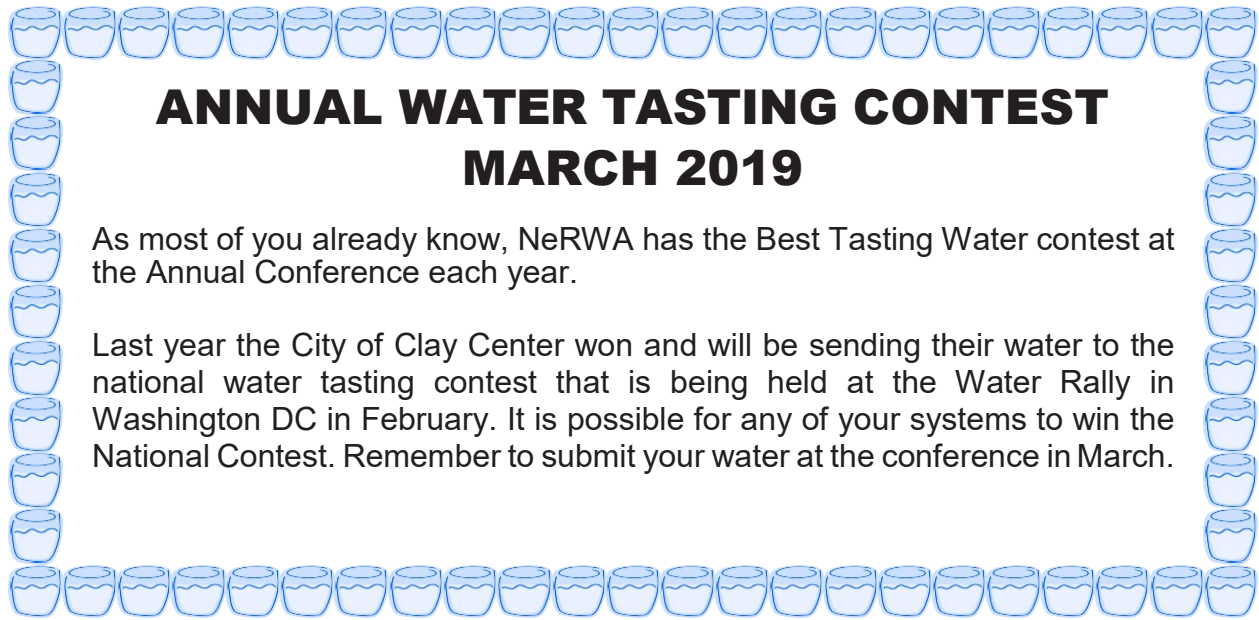 ANNUAL WATER TASTING CONTEST
MARCH 2019
As most of you already know, NeRWA has the Best Tasting Water contest at
the Annual Conference each year.
Last year the City of Clay Center won and will be sending their water to the
national water tasting contest that is being held at the Water Rally in
Washington DC in February. It is possible for any of your systems to win the
National Contest. Remember to submit your water at the conference in March.